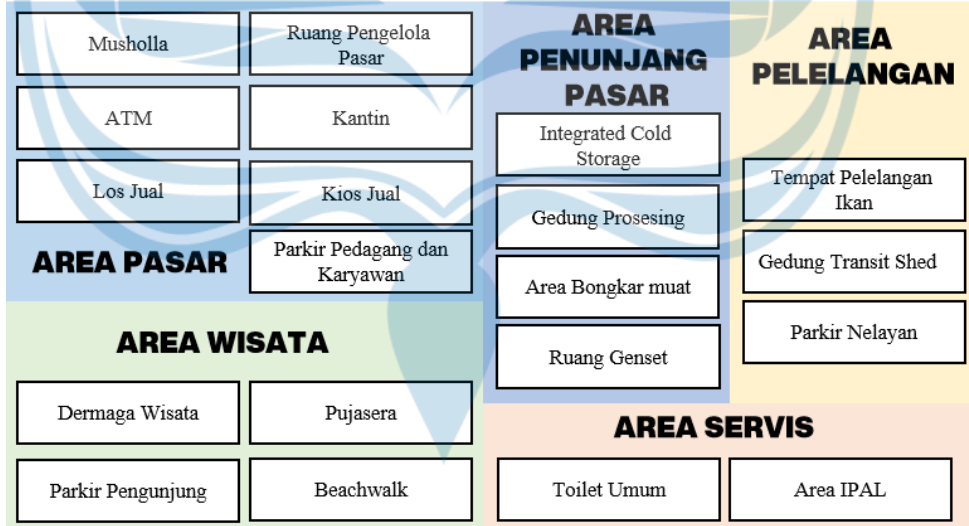 Musholla
Ruang Pengelola
Pasar
ATM
Kantin
Los Jual
Kios Jual
AREA PASAR
Parkir Pedagang dan
Karyawan
AREA
PENUNJANG
PASAR
Integrated Cold
Storage
Gedung Prosesing
Area Bongkar muat
Ruang Genset
AREA
PELELANGAN
Tempat Pelelangan
Ikan
Gedung Transit Shed
Parkir Nelayan
AREA WISATA
Dermaga Wisata
Pujasera
Parkir Pengunjung
Beachwalk
AREA SERVIS
Toilet Umum
Area IPAL